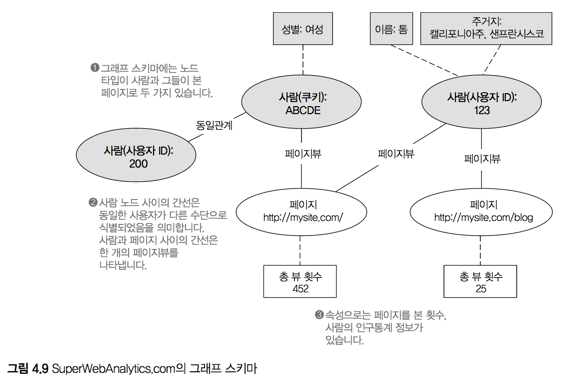 성별: 여성
이름: 톰
주거지:
캘리포니아주, 샌프란시스코
❶ 그래프 스키마에는 노드
타입이 사람과 그들이 본
페이지로 두 가지 있습니다.
사람(쿠키):
ABCDE
사람(사용자 ID):
123
동일관계
사람(사용자 ID):
200
페이지뷰
페이지뷰
페이지뷰
❷ 사람 노드 사이의 간선은
동일한 사용자가 다른 수단으로
식별되었음을 의미합니다.
사람과 페이지 사이의 간선은
한 개의 페이지뷰를
나타냅니다.
페이지
http://mysite.com/
페이지
http://mysite.com/blog
총 뷰 횟수
452
총 뷰 횟수
25
❸ 속성으로는 페이지를 본 횟수,
사람의 인구통계 정보가
있습니다.
그림 4.9 SuperWebAnalytics.com의 그래프 스키마